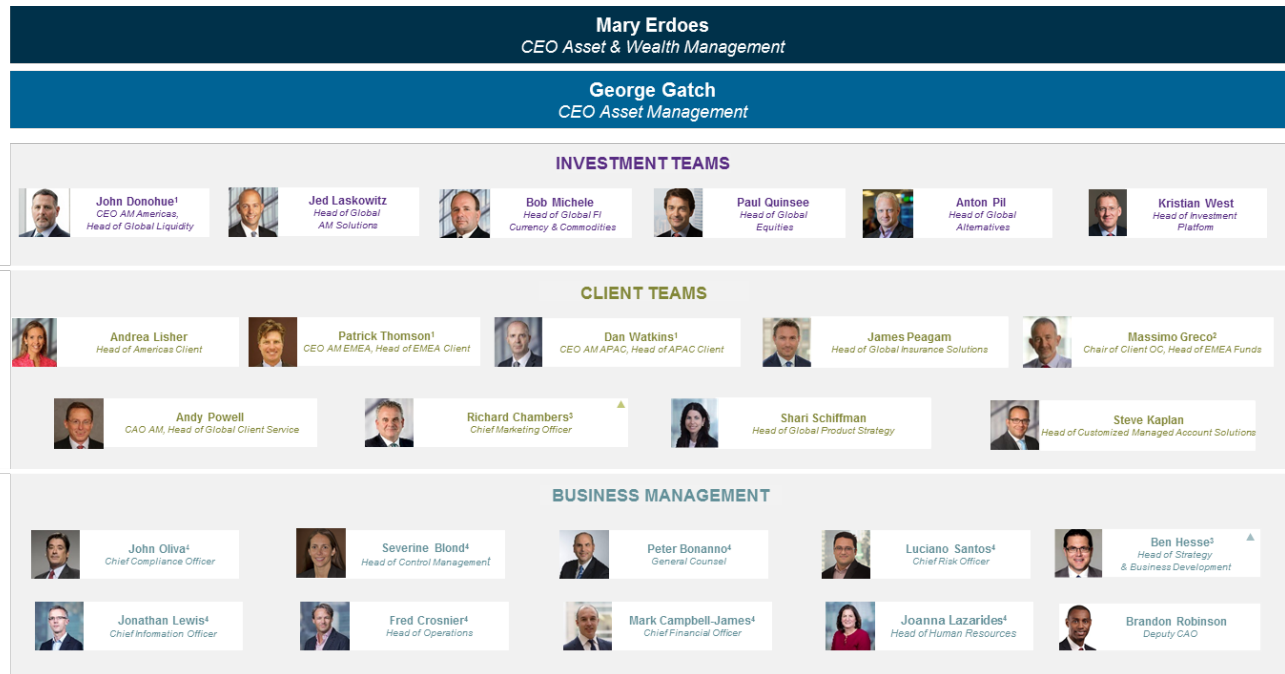 Mary Erdoes
CEO Asset & Wealth Management
George Gatch
CEO Asset Management
INVESTMENT TEAMS
John Donohue¹
CEO AM Americas,
Head of Global Liquidity
Jed Laskowitz
Head of Global
AM Solutions
Bob Michele
Head of Global FI
Currency & Commodities
Paul Quinsee
Head of Global
Equities
Anton Pil
Head of Global
Alternatives
Kristian West
Head of Investment
Platform
CLIENT TEAMS
Andrea Lisher
Head of Americas Client
Patrick Thomson¹
CEO AM EMEA, Head of EMEA Client
Dan Watkins¹
CEO AM APAC, Head of APAC Client
James Peagam
Head of Global Insurance Solutions
Massimo Greco²
Chair of Client OC, Head of EMEA Funds
Andy Powell
CAO AM, Head of Global Client Service
Richard Chambers³
Chief Marketing Officer
Shari Schiffman
Head of Global Product Strategy
Steve Kaplan
Head of Customized Managed Account Solutions
BUSINESS MANAGEMENT
John Oliva⁴
Chief Compliance Officer
Severine Blond⁴
Head of Control Management†
Peter Bonanno⁴
General Counsel
Luciano Santos⁴
Chief Risk Officer
Ben Hesse³
Head of Strategy
& Business Development
Jonathan Lewis⁴
Chief Information Officer
Fred Crosnier⁴
Head of Operations
Mark Campbell-James⁴
Chief Financial Officer
Joanna Lazarides⁴
Head of Human Resources
Brandon Robinson
Deputy CAO